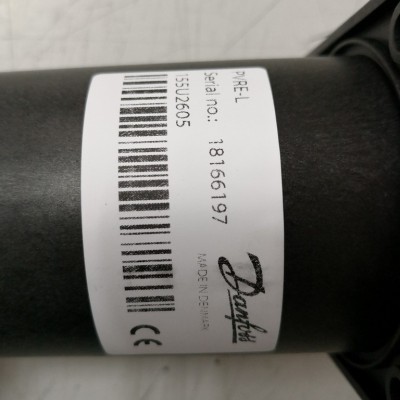 PVRE-L
Serial no.: 18166197
155U2605
Danfoss
MADE IN DENMARK
CE